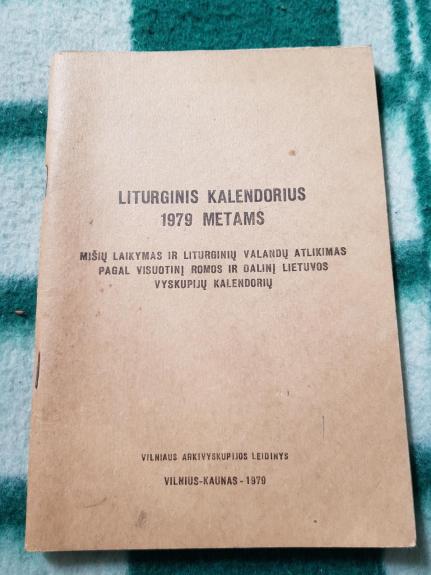 LITURGINIS KALENDORIUS
1979 METAMS
MIŠIŲ LAIKYMAS IR LITURGINIŲ VALANDŲ ATLIKIMAS
PAGAL VISUOTINĮ ROMOS IR DALINĮ LIETUVOS
VYSKUPIJŲ KALENDORIŲ
VILNIAUS ARKIVYSKUPIJOS LEIDINYS
VILNIUS-KAUNAS - 1979